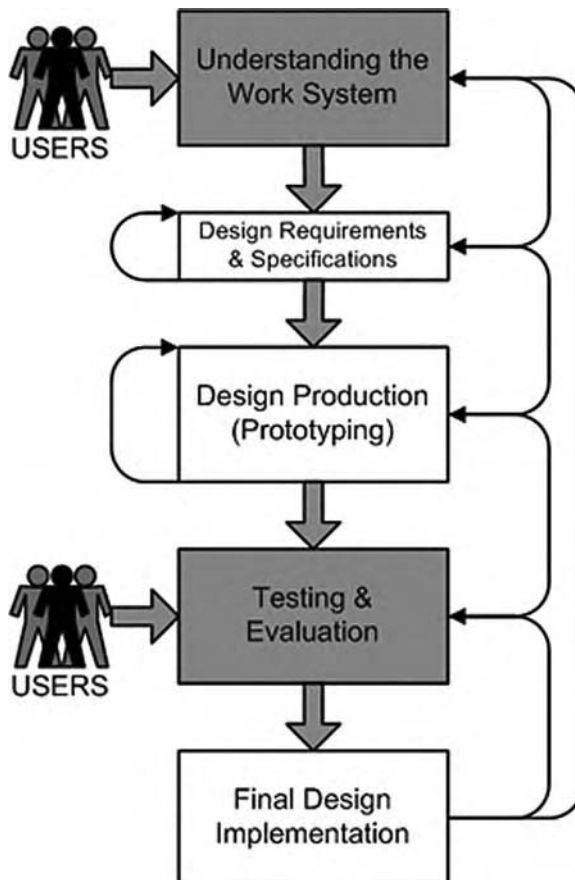 Understanding the
Work System
USERS
Design Requirements
& Specifications
Design Production
(Prototyping)
Testing &
Evaluation
USERS
Final Design
Implementation